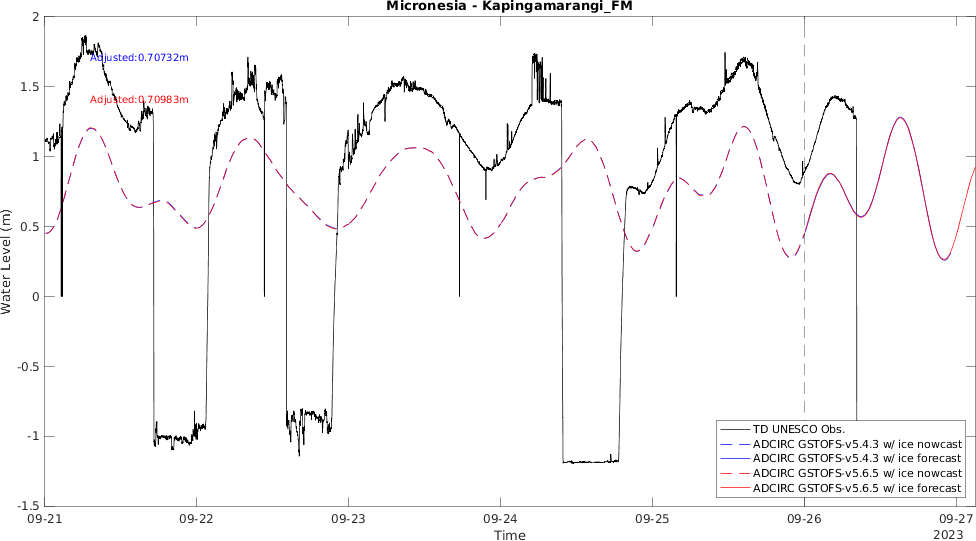 Micronesia - Kapingamarangi_FM
Water Level (m)
2
1.5
1
0.5
0
-0.5
-1
-1.5
Adjusted:0.70732m
Adjusted:0.70983m
TD UNESCO Obs.
ADCIRC GSTOFS-v5.4.3 w/ ice nowcast
ADCIRC GSTOFS-v5.4.3 w/ ice forecast
ADCIRC GSTOFS-v5.6.5 w/ ice nowcast
ADCIRC GSTOFS-v5.6.5 w/ ice forecast
09-21 09-22 09-23 09-24 09-25 09-26 09-27
Time
2023